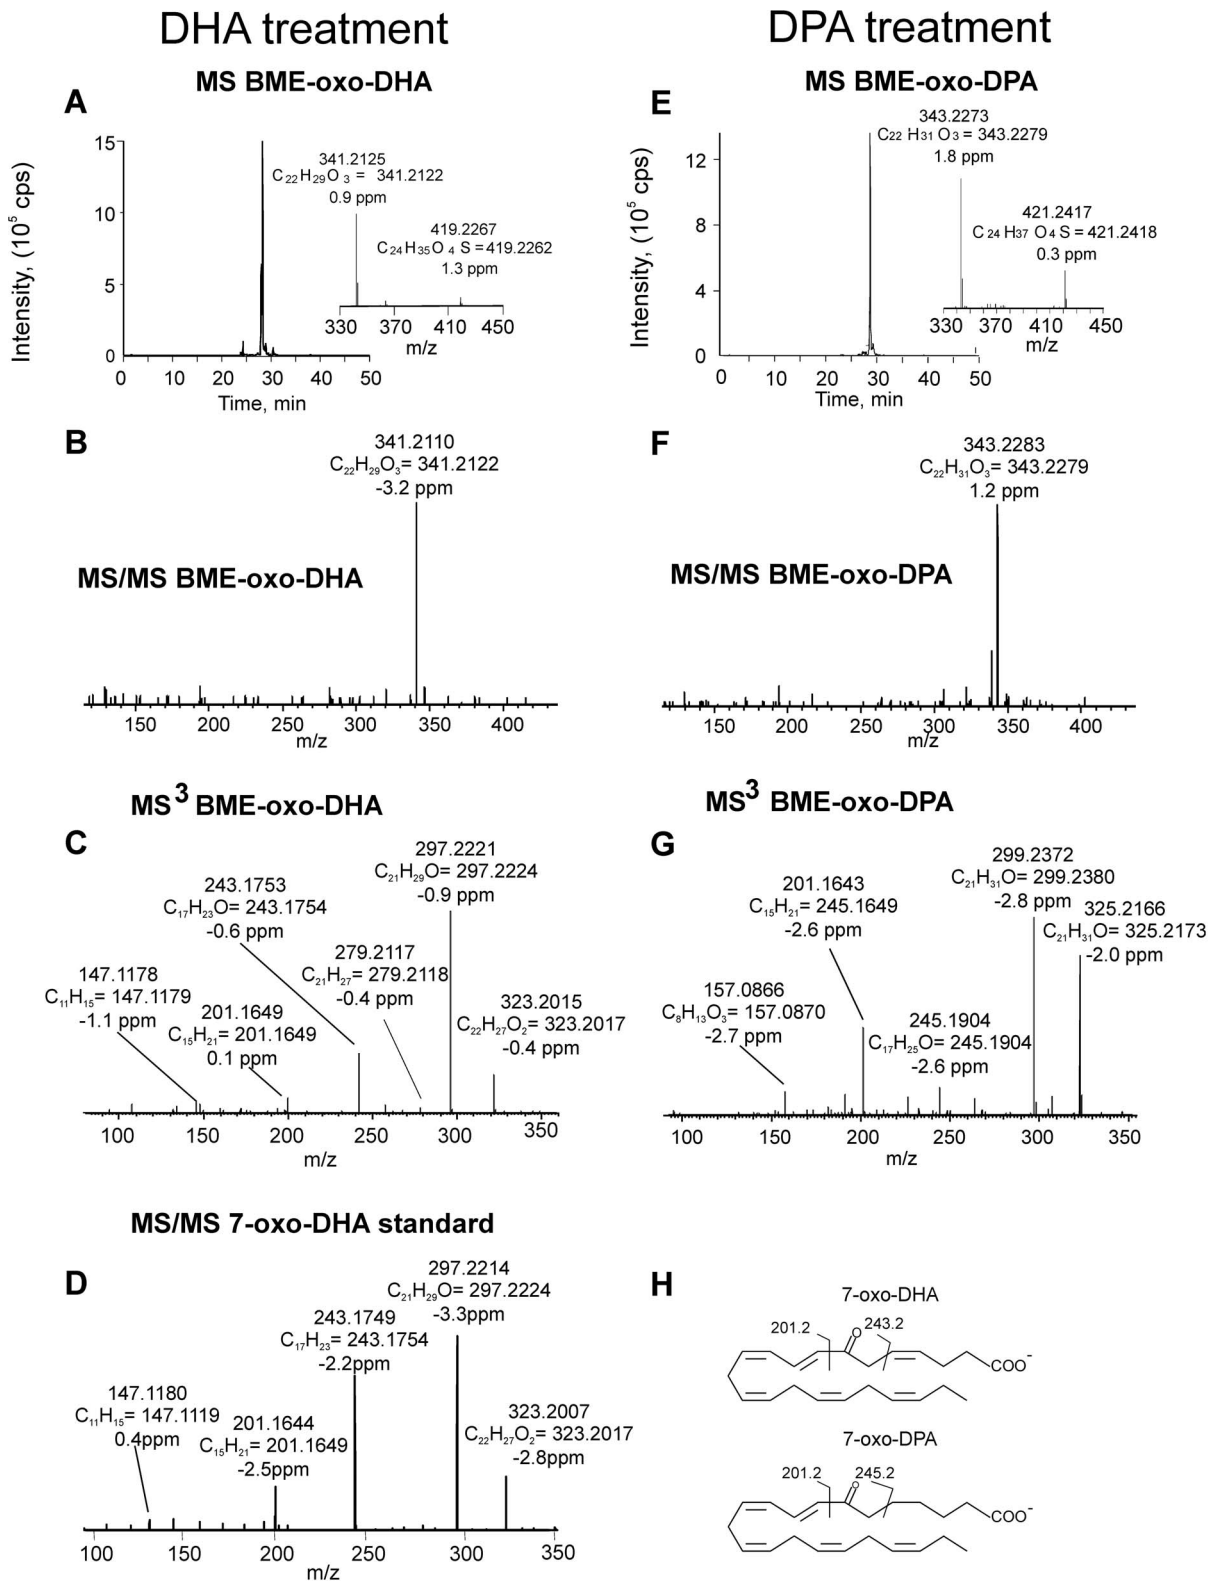 DHA treatment
DPA treatment
MS BME-oxo-DHA
MS BME-oxo-DPA
A
Intensity, (10⁵ cps)
15
10
5
0
0 10 20 30 40 50
Time, min
341.2125
C₂₂H₂₉O₃ = 341.2122
0.9 ppm
419.2267
C₂₄H₃₅O₄S = 419.2262
1.3 ppm
330 370 410 450
m/z
E
Intensity, (10⁵ cps)
12
8
4
0
0 10 20 30 40 50
Time, min
343.2273
C₂₂H₃₁O₃ = 343.2279
1.8 ppm
421.2417
C₂₄H₃₇O₄S = 421.2418
0.3 ppm
330 370 410 450
m/z
B
341.2110
C₂₂H₂₉O₃= 341.2122
-3.2 ppm
MS/MS BME-oxo-DHA
150 200 250 300 350 400
m/z
F
343.2283
C₂₂H₃₁O₃= 343.2279
1.2 ppm
MS/MS BME-oxo-DPA
150 200 250 300 350 400
m/z
MS³ BME-oxo-DHA
C
297.2221
C₂₁H₂₉O= 297.2224
-0.9 ppm
243.1753
C₁₇H₂₃O= 243.1754
-0.6 ppm
279.2117
C₂₁H₂₇= 279.2118
-0.4 ppm
147.1178
C₁₁H₁₅= 147.1179
-1.1 ppm
201.1649
C₁₅H₂₁= 201.1649
0.1 ppm
323.2015
C₂₂H₂₇O₂= 323.2017
-0.4 ppm
100 150 200 250 300 350
m/z
MS³ BME-oxo-DPA
G
299.2372
C₂₁H₃₁O= 299.2380
-2.8 ppm
201.1643
C₁₅H₂₁= 245.1649
-2.6 ppm
325.2166
C₂₁H₃₁O= 325.2173
-2.0 ppm
157.0866
C₈H₁₃O₃= 157.0870
-2.7 ppm
245.1904
C₁₇H₂₅O= 245.1904
-2.6 ppm
100 150 200 250 300 350
m/z
MS/MS 7-oxo-DHA standard
D
297.2214
C₂₁H₂₉O= 297.2224
-3.3ppm
243.1749
C₁₇H₂₃= 243.1754
-2.2ppm
147.1180
C₁₁H₁₅= 147.1119
0.4ppm
201.1644
C₁₅H₂₁= 201.1649
-2.5ppm
323.2007
C₂₂H₂₇O₂= 323.2017
-2.8ppm
100 150 200 250 300 350
m/z
H
7-oxo-DHA
201.2 O 243.2
COO⁻
7-oxo-DPA
201.2 O 245.2
COO⁻